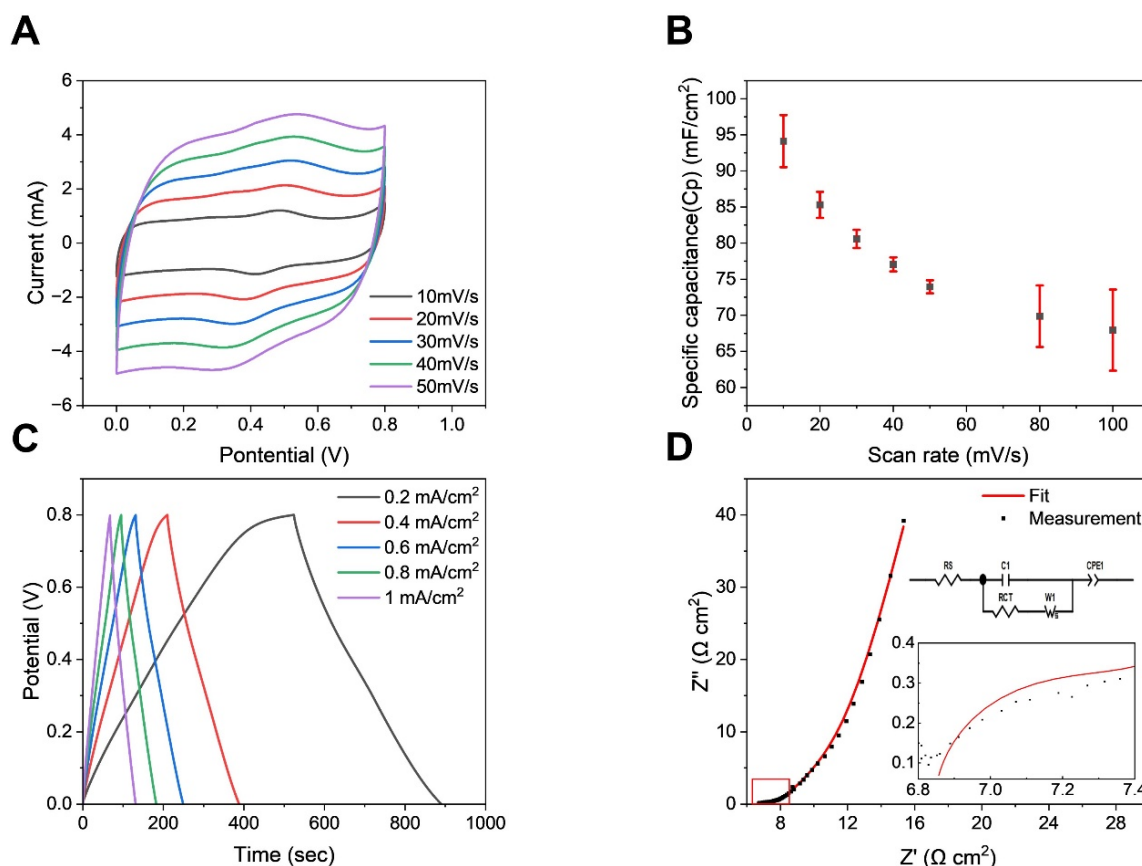 A
6
4
2
0
−2
−4
−6
Current (mA)
10mV/s
20mV/s
30mV/s
40mV/s
50mV/s
0.0 0.2 0.4 0.6 0.8 1.0
Pontential (V)
B
100
95
90
85
80
75
70
65
60
Specific capacitance(Cp) (mF/cm²)
0 20 40 60 80 100
Scan rate (mV/s)
C
0.8
0.6
0.4
0.2
0.0
Potential (V)
0.2 mA/cm²
0.4 mA/cm²
0.6 mA/cm²
0.8 mA/cm²
1 mA/cm²
0 200 400 600 800 1000
Time (sec)
D
40
30
20
10
0
Z'' (Ω cm²)
Fit
Measurement
RS
C1
CPE1
RCT
W1
s
0.4
0.3
0.2
0.1
6.8 7.0 7.2 7.4
8 12 16 20 24 28
Z' (Ω cm²)